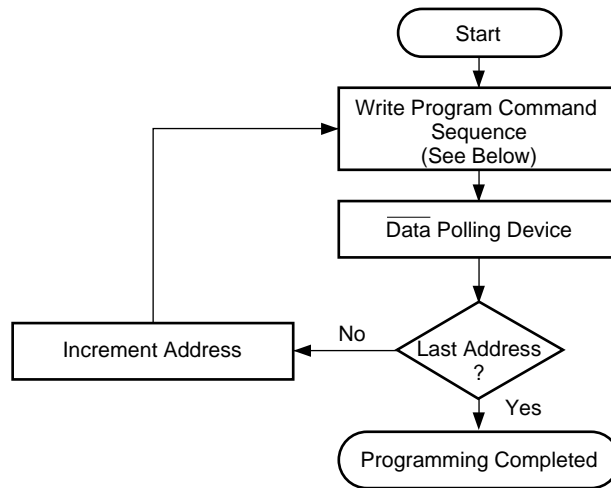 Start
Write Program Command
Sequence
(See Below)
Data Polling Device
Increment Address
No
Last Address
?
Yes
Programming Completed